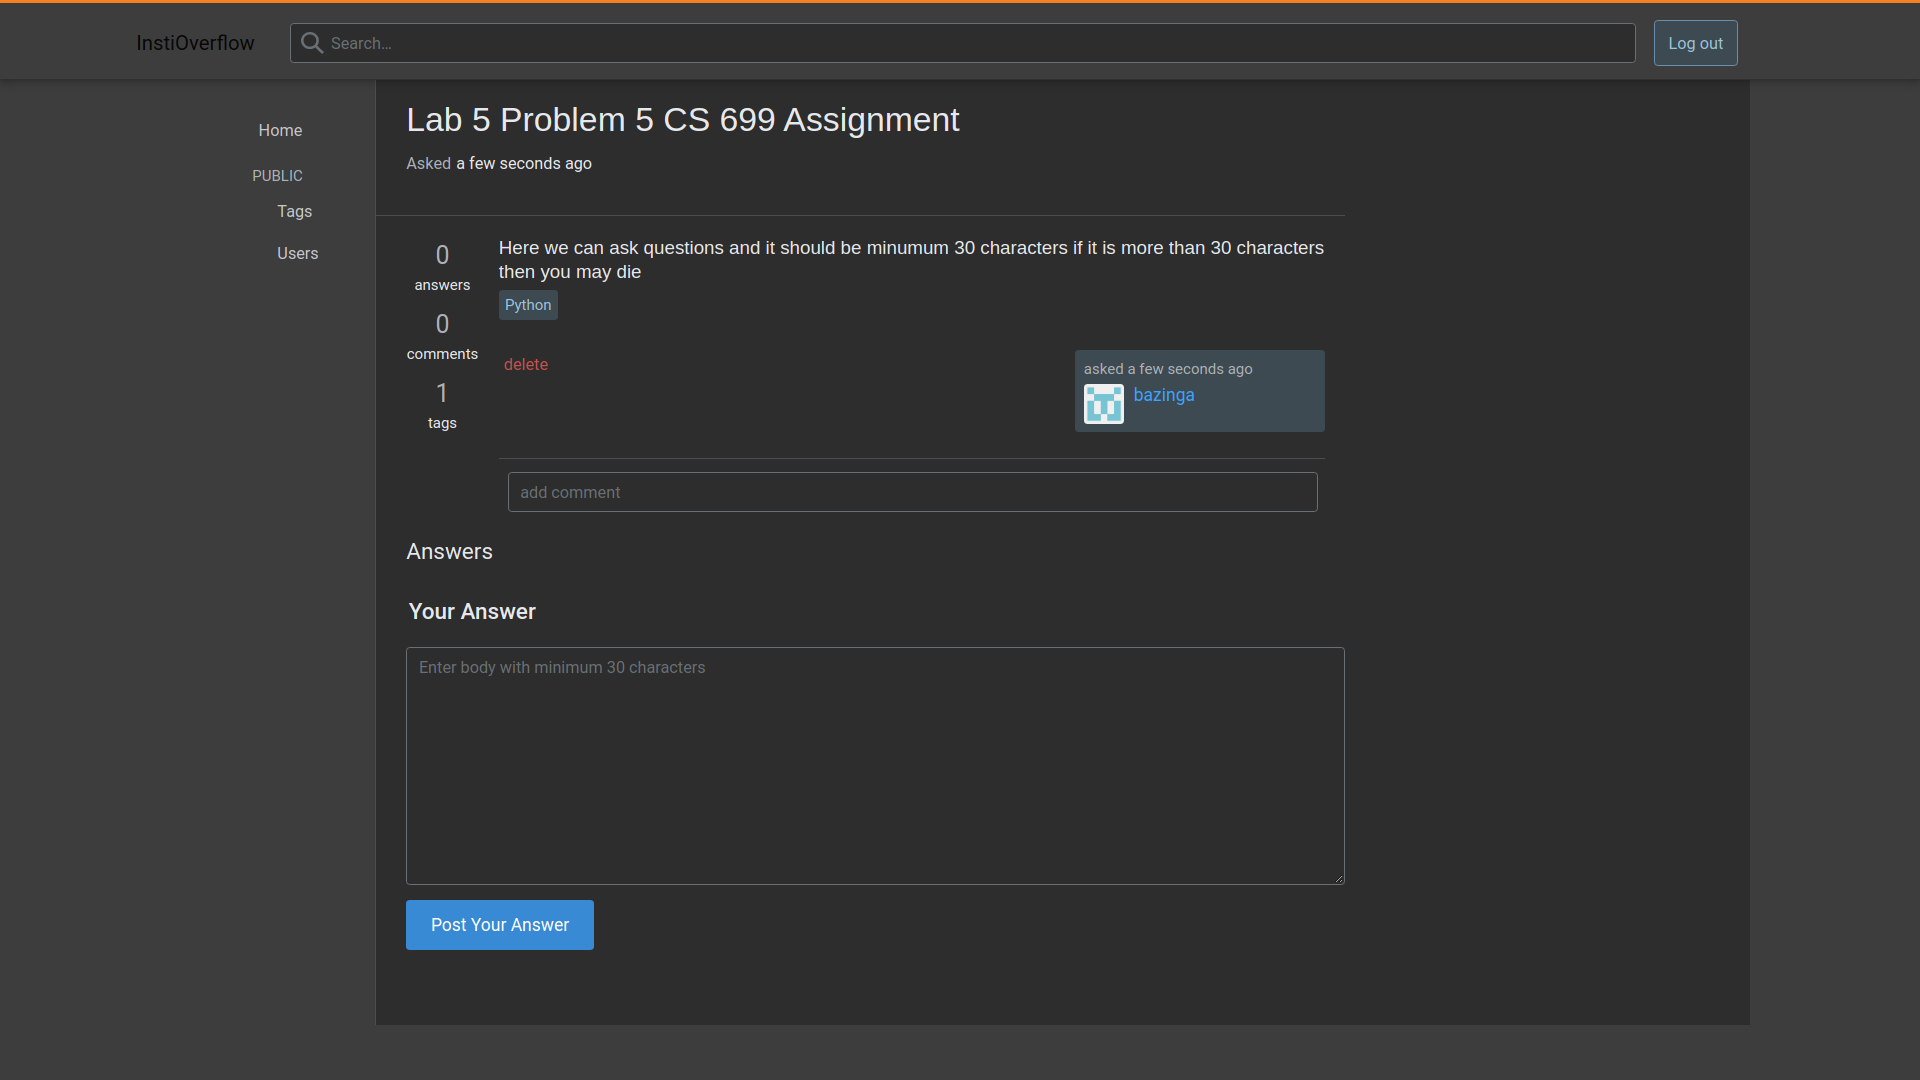 InstiOverflow
Search…
Log out
Home
PUBLIC
Tags
Users
Lab 5 Problem 5 CS 699 Assignment
Asked a few seconds ago
0
answers
0
comments
1
tags
Here we can ask questions and it should be minumum 30 characters if it is more than 30 characters
then you may die
Python
delete
asked a few seconds ago
bazinga
add comment
Answers
Your Answer
Enter body with minimum 30 characters
Post Your Answer